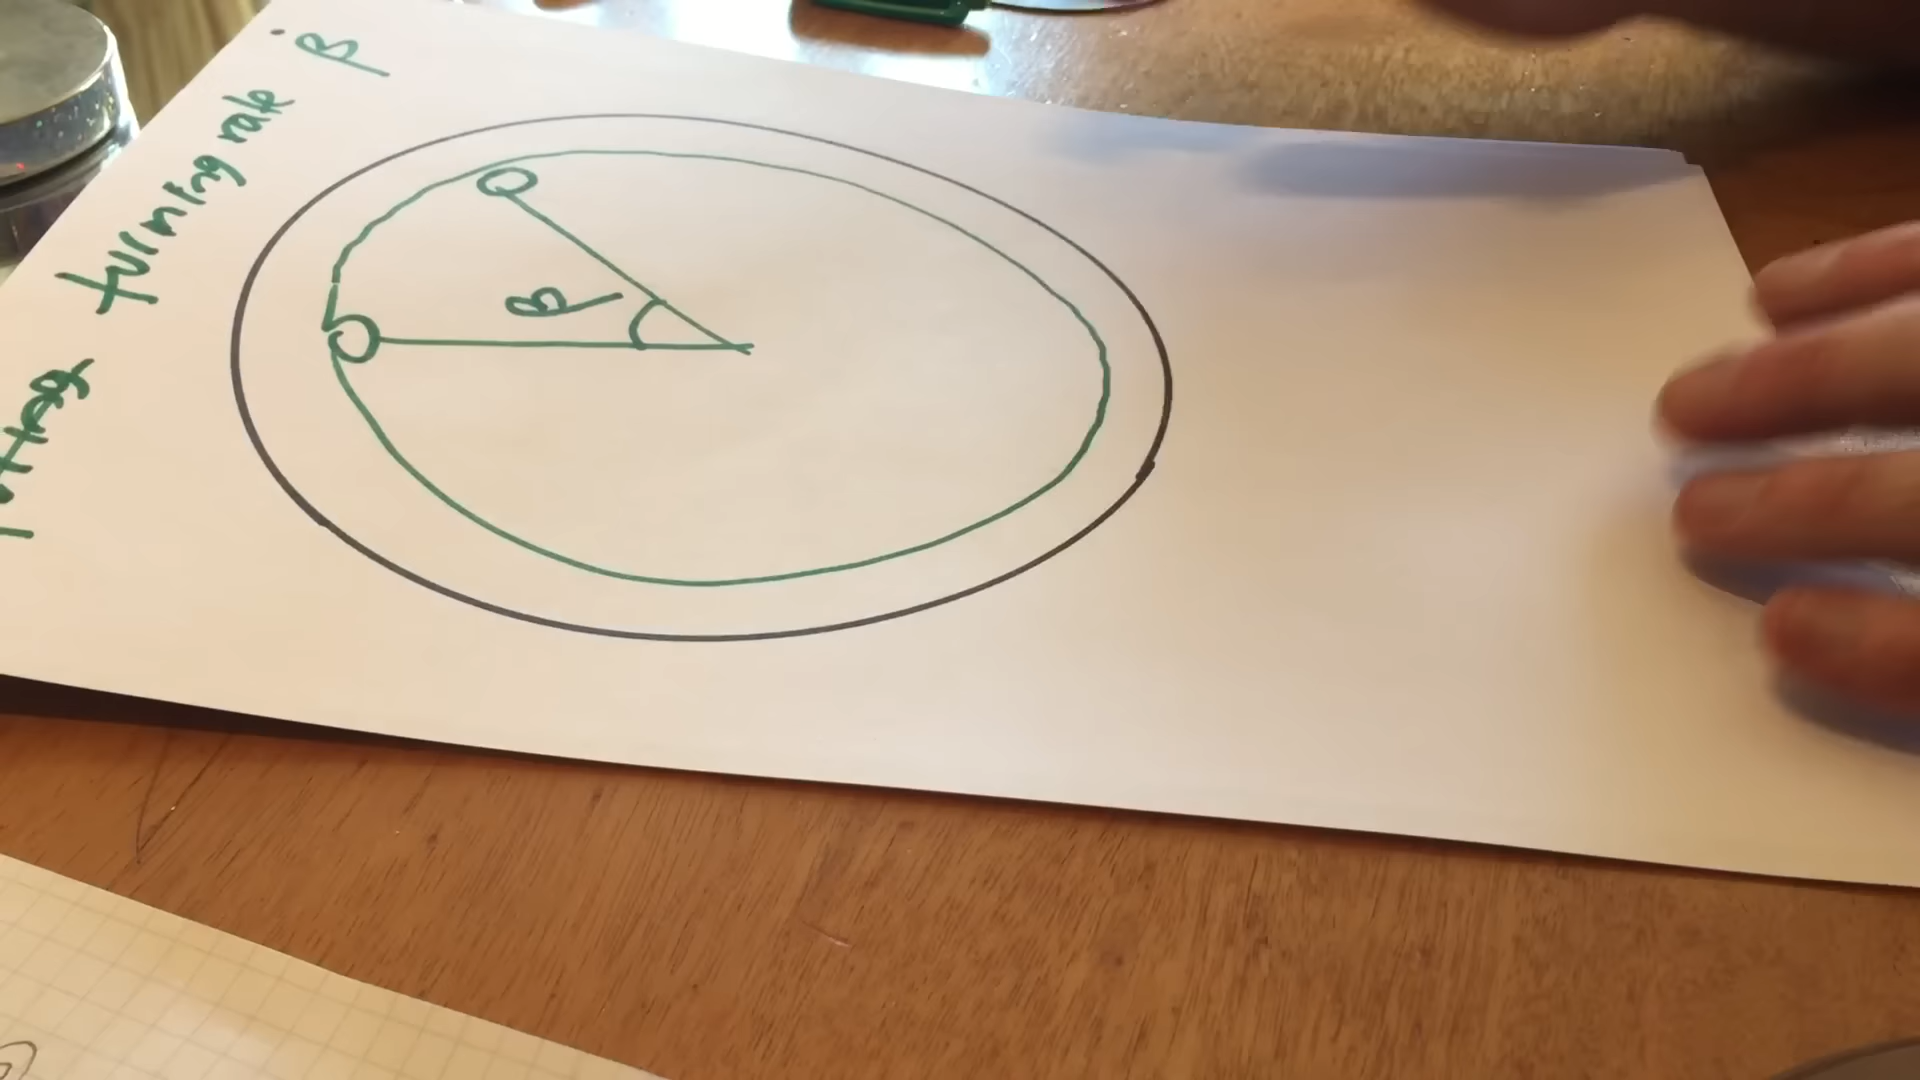 turning rate β̇
β